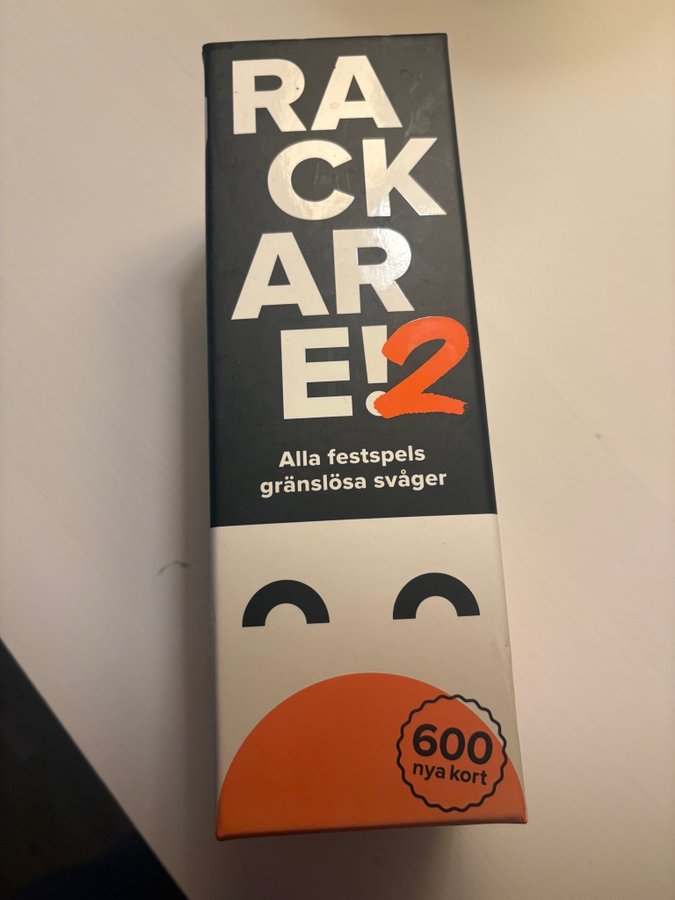 RA
CK
AR
E!2
Alla festspels
gränslösa svåger
600
nya kort